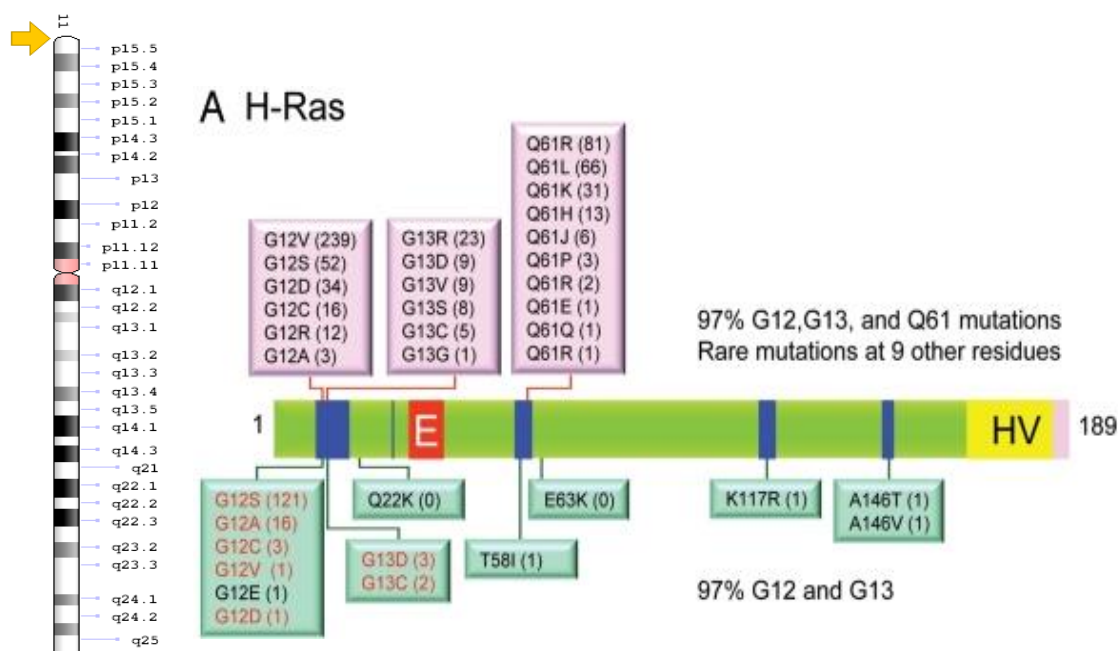 11
p15.5
p15.4
p15.3
p15.2
p15.1
p14.3
p14.2
p13
p12
p11.2
p11.12
p11.11
q12.1
q12.2
q13.1
q13.2
q13.3
q13.4
q13.5
q14.1
q14.3
q21
q22.1
q22.2
q22.3
q23.2
q23.3
q24.1
q24.2
q25
A H-Ras
G12V (239)
G12S (52)
G12D (34)
G12C (16)
G12R (12)
G12A (3)
G13R (23)
G13D (9)
G13V (9)
G13S (8)
G13C (5)
G13G (1)
Q61R (81)
Q61L (66)
Q61K (31)
Q61H (13)
Q61J (6)
Q61P (3)
Q61R (2)
Q61E (1)
Q61Q (1)
Q61R (1)
97% G12,G13, and Q61 mutations
Rare mutations at 9 other residues
1
E
HV
189
G12S (121)
G12A (16)
G12C (3)
G12V (1)
G12E (1)
G12D (1)
Q22K (0)
G13D (3)
G13C (2)
T58I (1)
E63K (0)
K117R (1)
A146T (1)
A146V (1)
97% G12 and G13